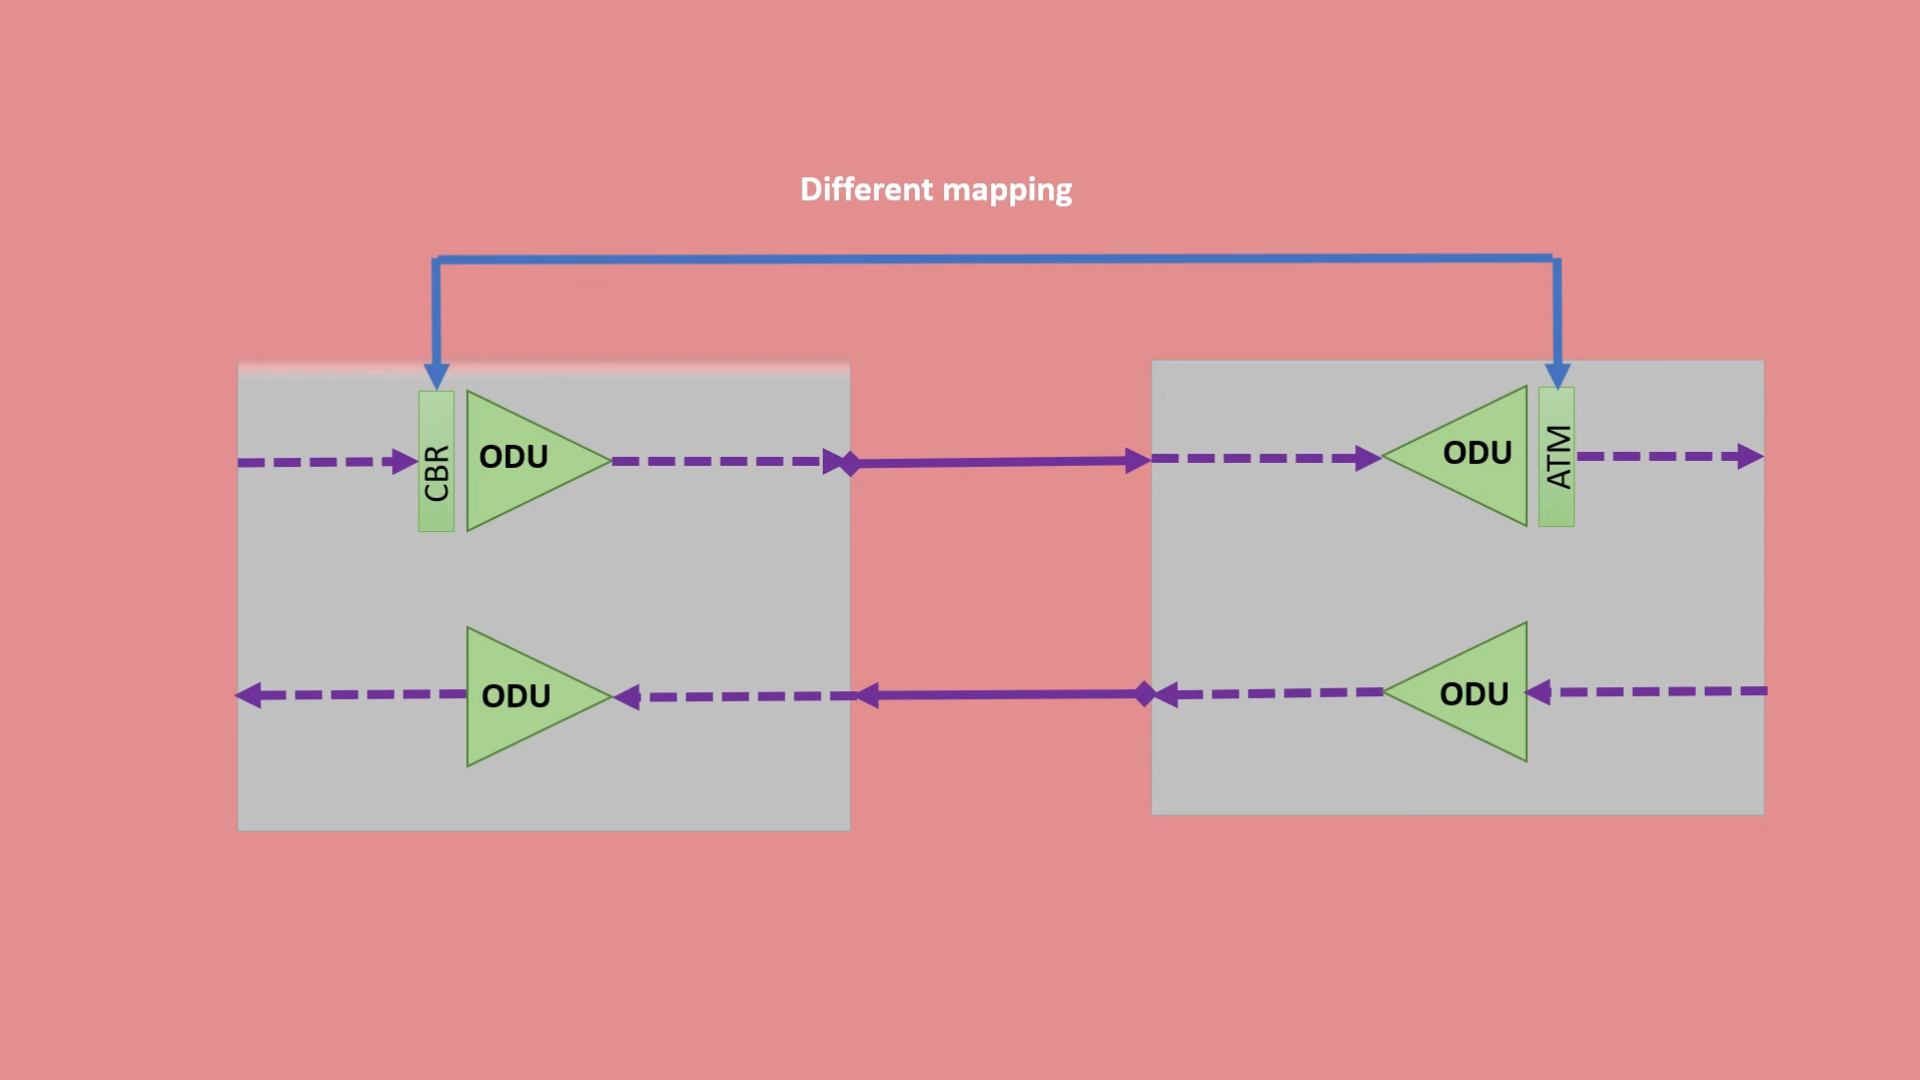 Different mapping
CBR
ODU
ODU
ATM
ODU
ODU